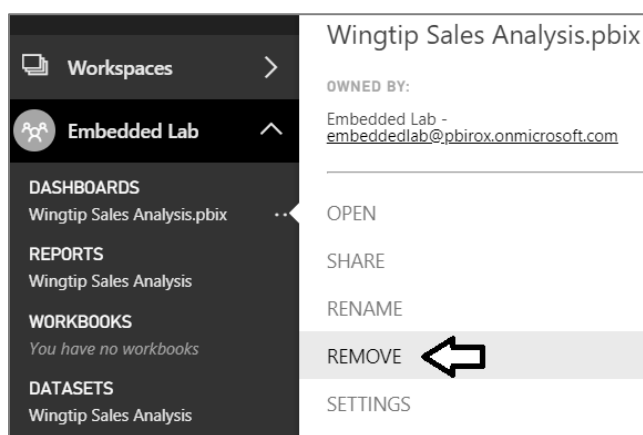 Workspaces
Embedded Lab
DASHBOARDS
Wingtip Sales Analysis.pbix
REPORTS
Wingtip Sales Analysis
WORKBOOKS
You have no workbooks
DATASETS
Wingtip Sales Analysis
Wingtip Sales Analysis.pbix
OWNED BY:
Embedded Lab -
embeddedlab@pbirox.onmicrosoft.com
OPEN
SHARE
RENAME
REMOVE
SETTINGS